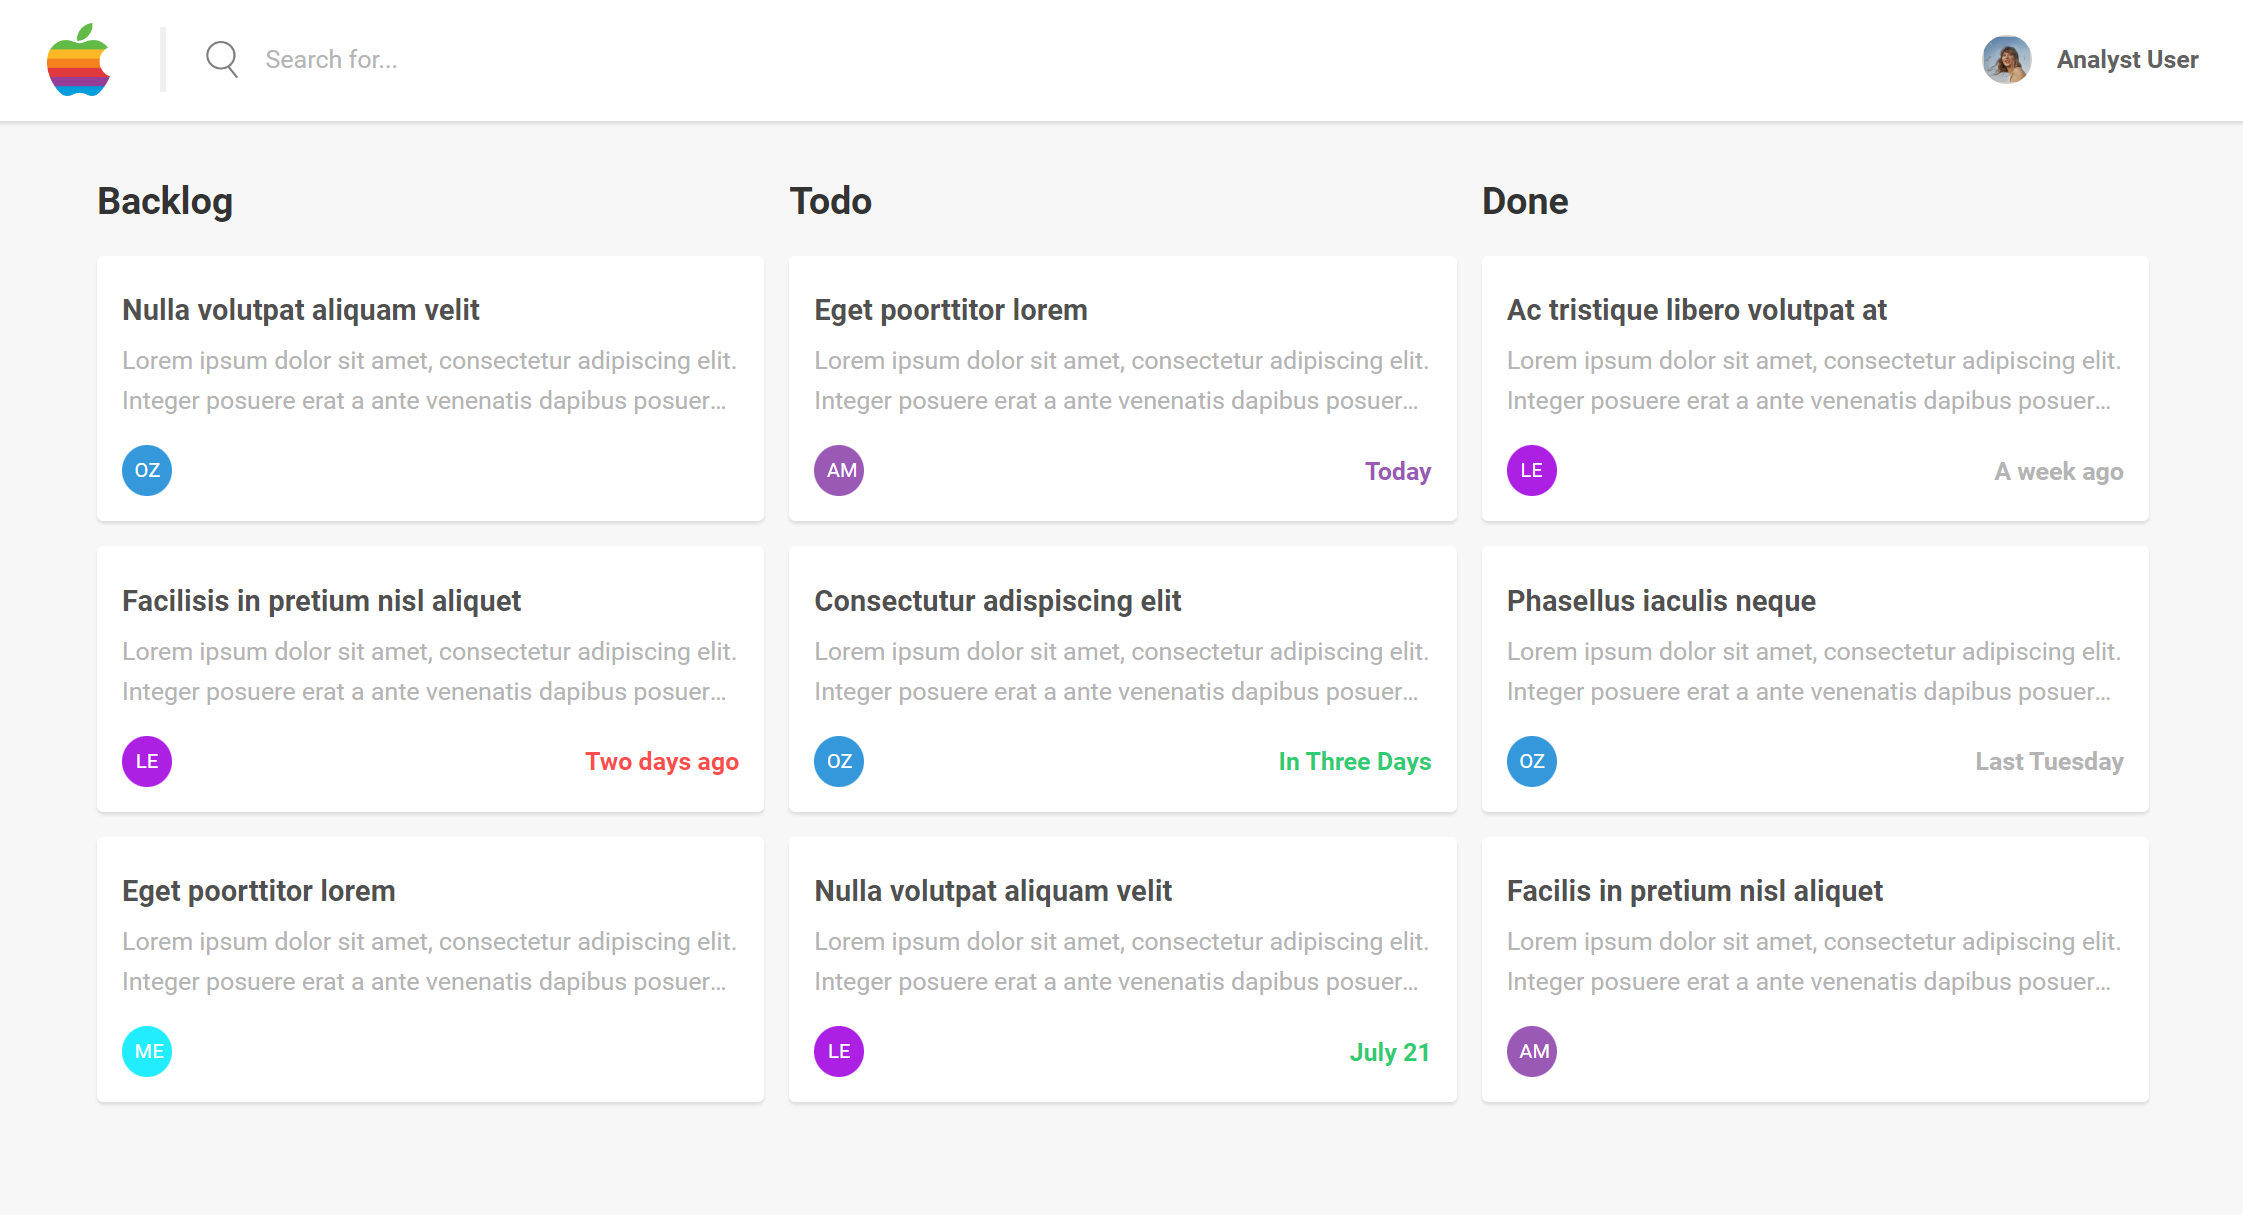 Search for...
Analyst User
Backlog
Nulla volutpat aliquam velit
Lorem ipsum dolor sit amet, consectetur adipiscing elit.
Integer posuere erat a ante venenatis dapibus posuer...
OZ
Facilisis in pretium nisl aliquet
Lorem ipsum dolor sit amet, consectetur adipiscing elit.
Integer posuere erat a ante venenatis dapibus posuer...
LE
Two days ago
Eget poorttitor lorem
Lorem ipsum dolor sit amet, consectetur adipiscing elit.
Integer posuere erat a ante venenatis dapibus posuer...
ME
Todo
Eget poorttitor lorem
Lorem ipsum dolor sit amet, consectetur adipiscing elit.
Integer posuere erat a ante venenatis dapibus posuer...
AM
Today
Consectutur adispiscing elit
Lorem ipsum dolor sit amet, consectetur adipiscing elit.
Integer posuere erat a ante venenatis dapibus posuer...
OZ
In Three Days
Nulla volutpat aliquam velit
Lorem ipsum dolor sit amet, consectetur adipiscing elit.
Integer posuere erat a ante venenatis dapibus posuer...
LE
July 21
Done
Ac tristique libero volutpat at
Lorem ipsum dolor sit amet, consectetur adipiscing elit.
Integer posuere erat a ante venenatis dapibus posuer...
LE
A week ago
Phasellus iaculis neque
Lorem ipsum dolor sit amet, consectetur adipiscing elit.
Integer posuere erat a ante venenatis dapibus posuer...
OZ
Last Tuesday
Facilis in pretium nisl aliquet
Lorem ipsum dolor sit amet, consectetur adipiscing elit.
Integer posuere erat a ante venenatis dapibus posuer...
AM